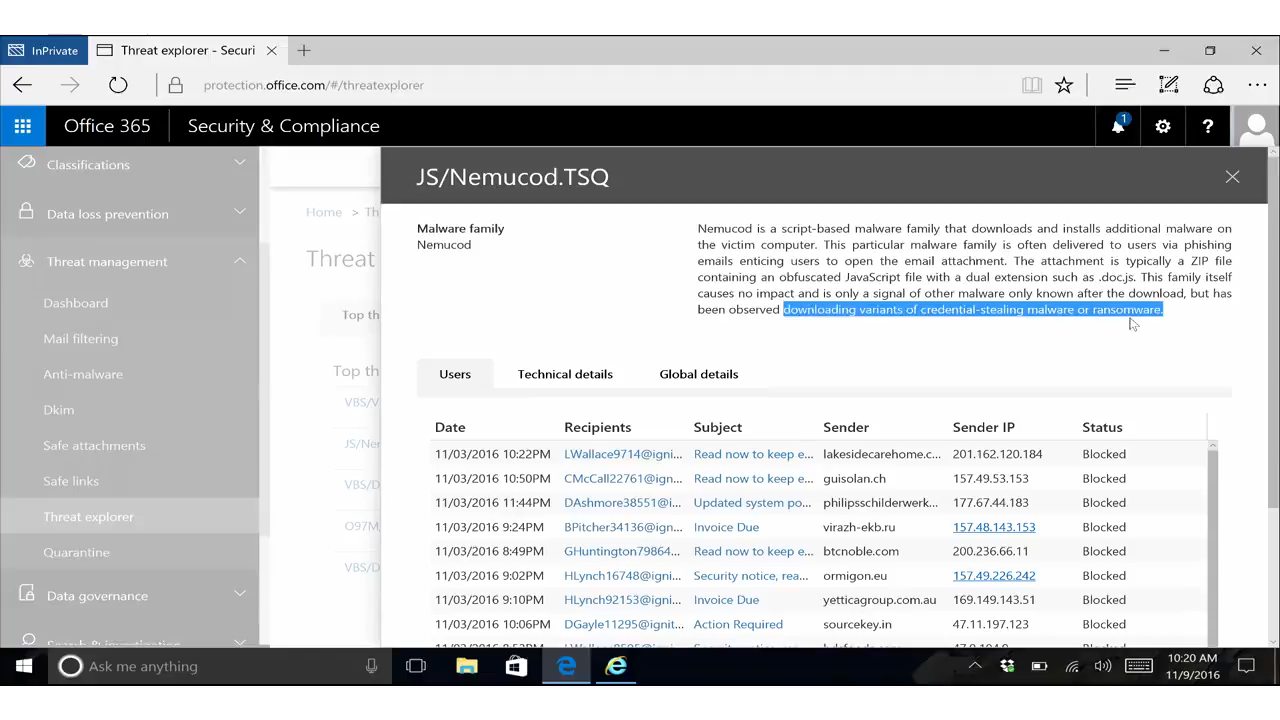 InPrivate
Threat explorer - Securi
protection.office.com/#/threatexplorer
Office 365
Security & Compliance
1
?
Classifications
Data loss prevention
Threat management
Dashboard
Mail filtering
Anti-malware
Dkim
Safe attachments
Safe links
Threat explorer
Quarantine
Data governance
Search & investigation
Home > Th
Threat
Top th
Top th
VBS/V
JS/Ner
VBS/D
O97M,
VBS/D
JS/Nemucod.TSQ
Malware family
Nemucod
Nemucod is a script-based malware family that downloads and installs additional malware on
the victim computer. This particular malware family is often delivered to users via phishing
emails enticing users to open the email attachment. The attachment is typically a ZIP file
containing an obfuscated JavaScript file with a dual extension such as .doc.js. This family itself
causes no impact and is only a signal of other malware only known after the download, but has
been observed downloading variants of credential-stealing malware or ransomware.
Users Technical details Global details
Date Recipients Subject Sender Sender IP Status
11/03/2016 10:22PM LWallace9714@igni... Read now to keep e... lakesidecarehome.c... 201.162.120.184 Blocked
11/03/2016 10:50PM CMcCall22761@ign... Read now to keep e... guisolan.ch 157.49.53.153 Blocked
11/03/2016 11:44PM DAshmore38551@i... Updated system po... philipsschilderwerk... 177.67.44.183 Blocked
11/03/2016 9:24PM BPitcher34136@ign... Invoice Due virazh-ekb.ru 157.48.143.153 Blocked
11/03/2016 8:49PM GHuntington79864... Read now to keep e... btcnoble.com 200.236.66.11 Blocked
11/03/2016 9:02PM HLynch16748@igni... Security notice, rea... ormigon.eu 157.49.226.242 Blocked
11/03/2016 9:10PM HLynch92153@igni... Invoice Due yetticagroup.com.au 169.149.143.51 Blocked
11/03/2016 10:06PM DGayle11295@ignit... Action Required sourcekey.in 47.11.197.123 Blocked
Ask me anything
10:20 AM
11/9/2016